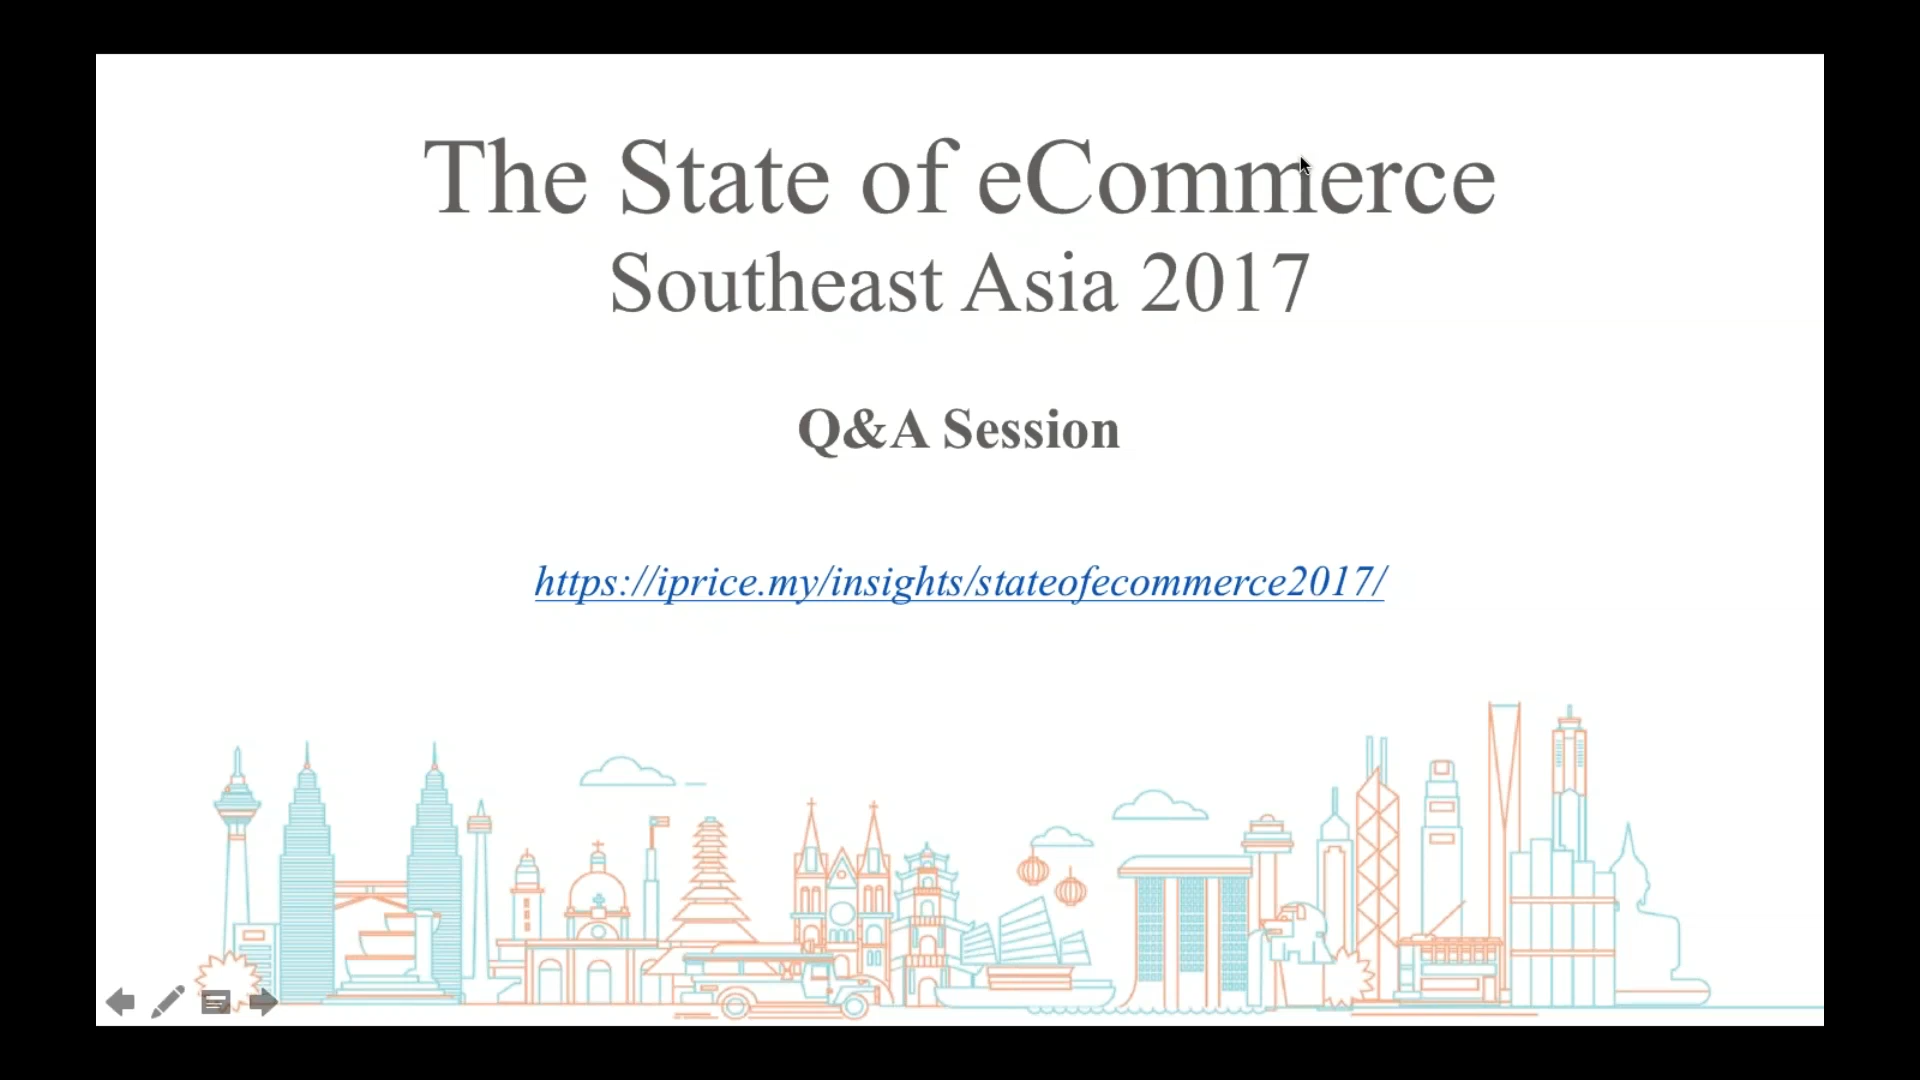 The State of eCommerce
Southeast Asia 2017
Q&A Session
https://iprice.my/insights/stateofecommerce2017/